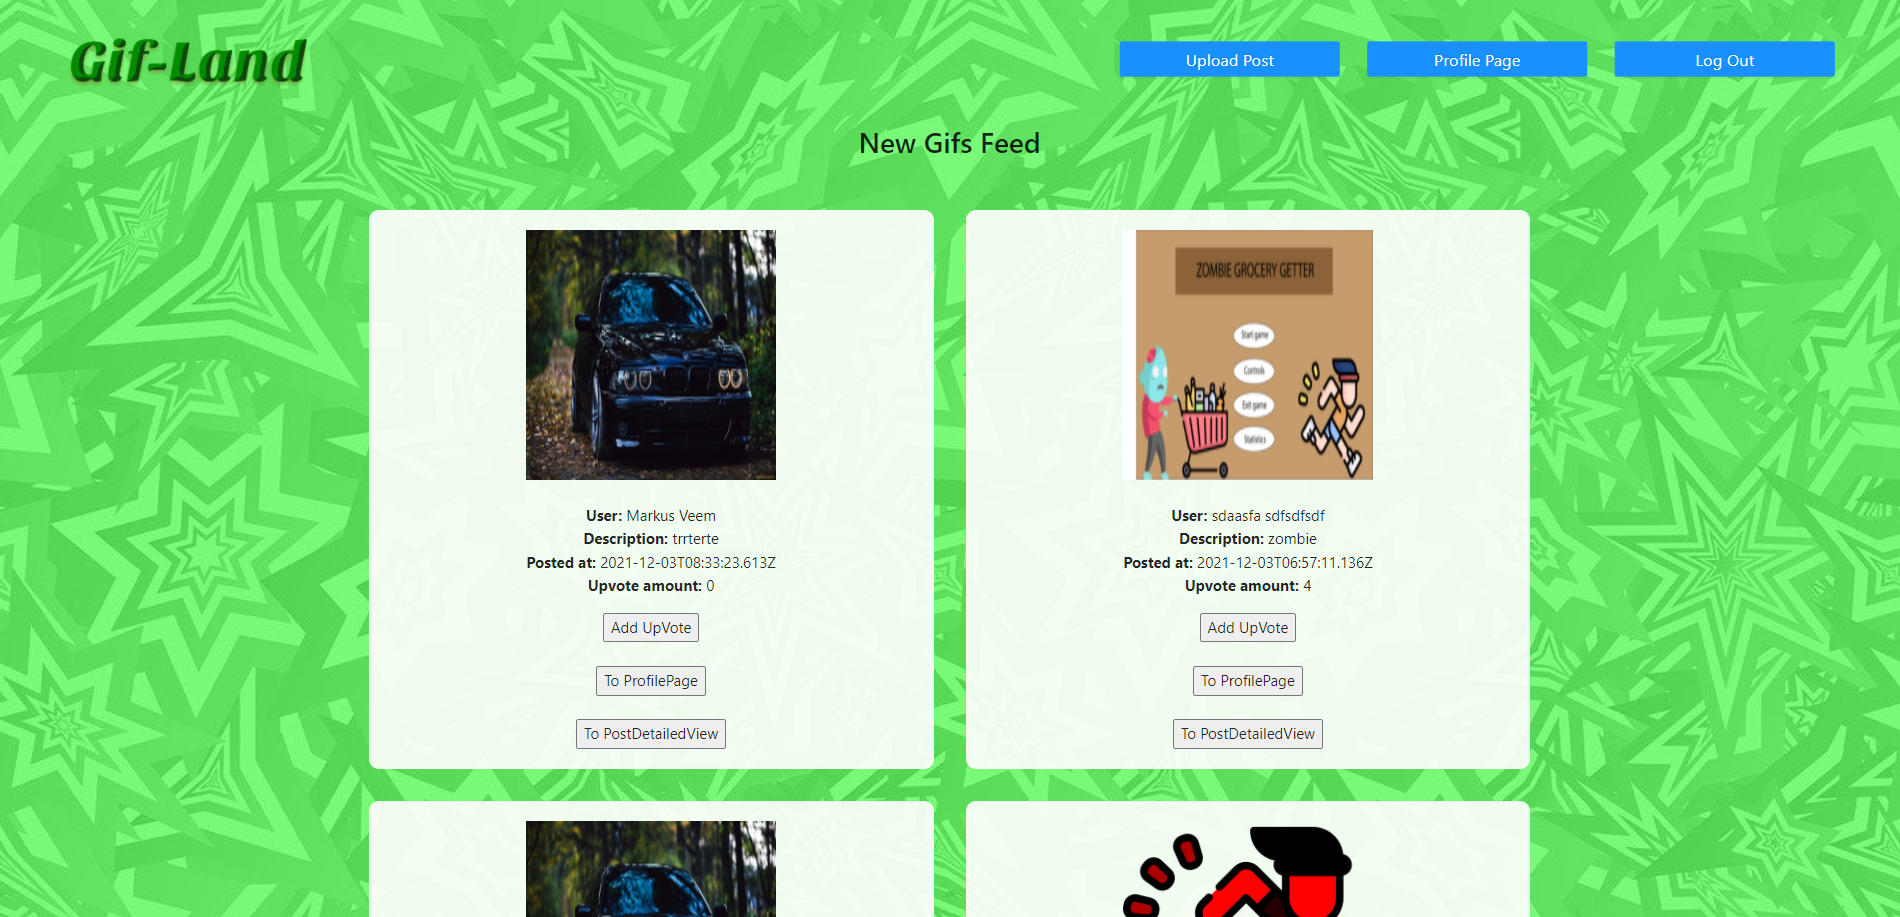 Gif-Land
Upload Post
Profile Page
Log Out
New Gifs Feed
User: Markus Veem
Description: trrterte
Posted at: 2021-12-03T08:33:23.613Z
Upvote amount: 0
Add UpVote
To ProfilePage
To PostDetailedView
ZOMBIE GROCERY GETTER
Start game
Controls
Exit game
Statistics
User: sdaasfa sdfsdfsdf
Description: zombie
Posted at: 2021-12-03T06:57:11.136Z
Upvote amount: 4
Add UpVote
To ProfilePage
To PostDetailedView